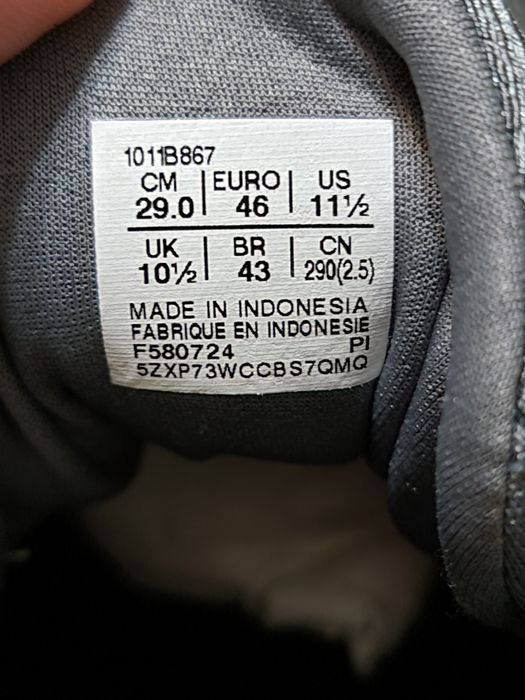 1011B867
CM EURO US
29.0 46 11½
UK BR CN
10½ 43 290(2.5)
MADE IN INDONESIA
FABRIQUE EN INDONESIE
F580724 PI
5ZXP73WCCBS7QMQ